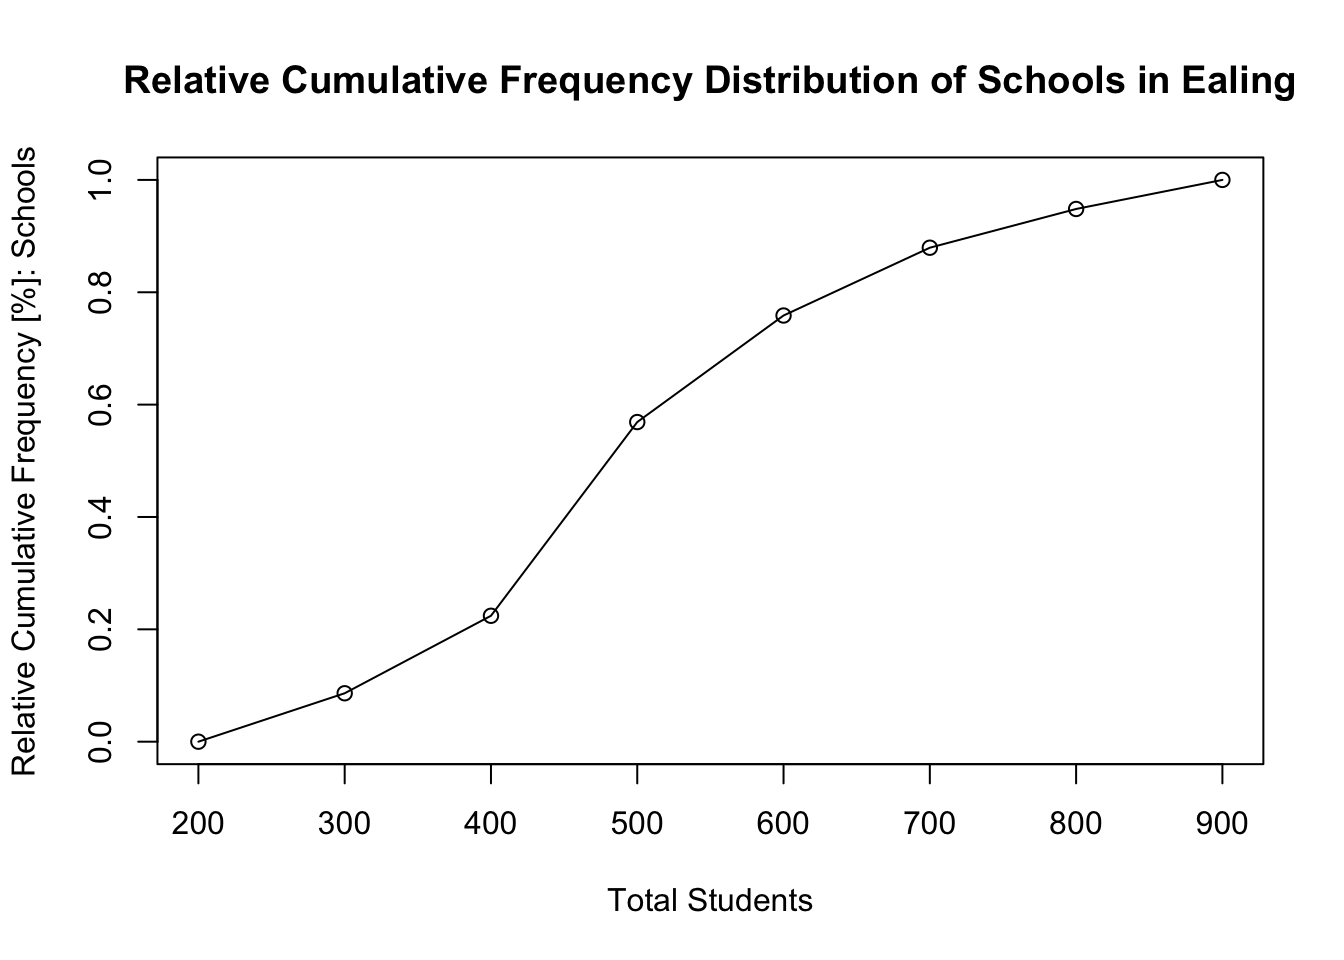 Relative Cumulative Frequency Distribution of Schools in Ealing
Relative Cumulative Frequency [%]: Schools
1.0
0.8
0.6
0.4
0.2
0.0
200 300 400 500 600 700 800 900
Total Students